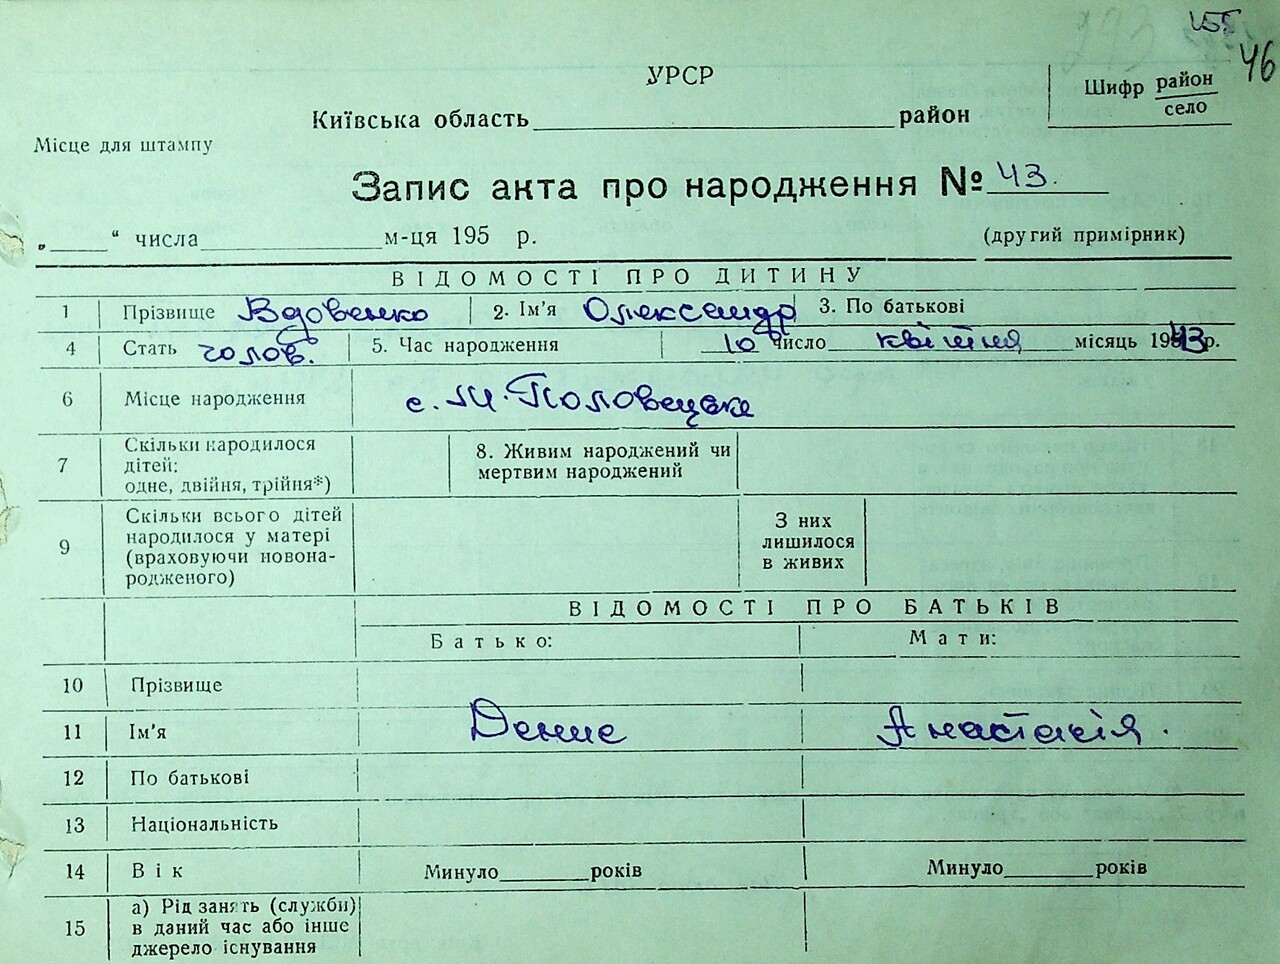 46
УРСР
Київська область район
Шифр район
село
Місце для штампу
Запис акта про народження № 43.
„ “ числа м-ця 195 р.
(другий примірник)
ВІДОМОСТІ ПРО ДИТИНУ
1 Прізвище Вдовенко 2. Ім'я Олександр 3. По батькові
4 Стать чолов. 5. Час народження 10 число квітня місяць 1943 р.
6 Місце народження с. М. Половецьке
7 Скільки народилося
дітей:
одне, двійня, трійня*)
8. Живим народжений чи
мертвим народжений
9 Скільки всього дітей
народилося у матері
(враховуючи новона-
родженого)
З них
лишилося
в живих
ВІДОМОСТІ ПРО БАТЬКІВ
Батько: Мати:
10 Прізвище
11 Ім'я Денис Анастасія.
12 По батькові
13 Національність
14 Вік Минуло років Минуло років
15 а) Рід занять (служби)
в даний час або інше
джерело існування